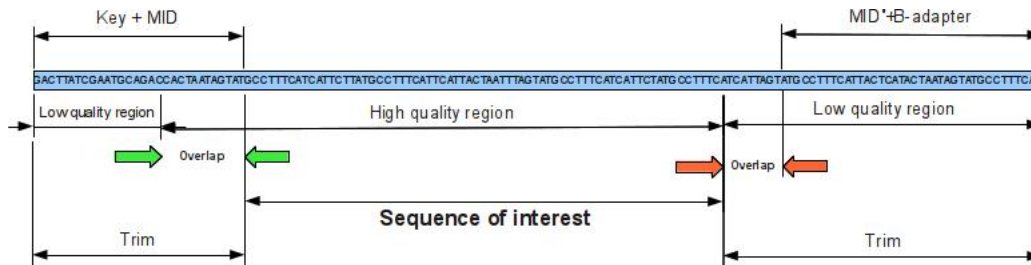 Key + MID
MID"+B-adapter
GACTTATCGAATGCAGACCACTAATAGTATGCCTTTCATCATTCTTATGCCTTTCATTCATTACTAATTTAGTATGCCTTTCATCATTCTATGCCTTTCATCATTAGTATGCCTTTCATTACTCATACTAATAGTATGCCTTTCA
Low quality region
High quality region
Low quality region
Overlap
Overlap
Sequence of interest
Trim
Trim